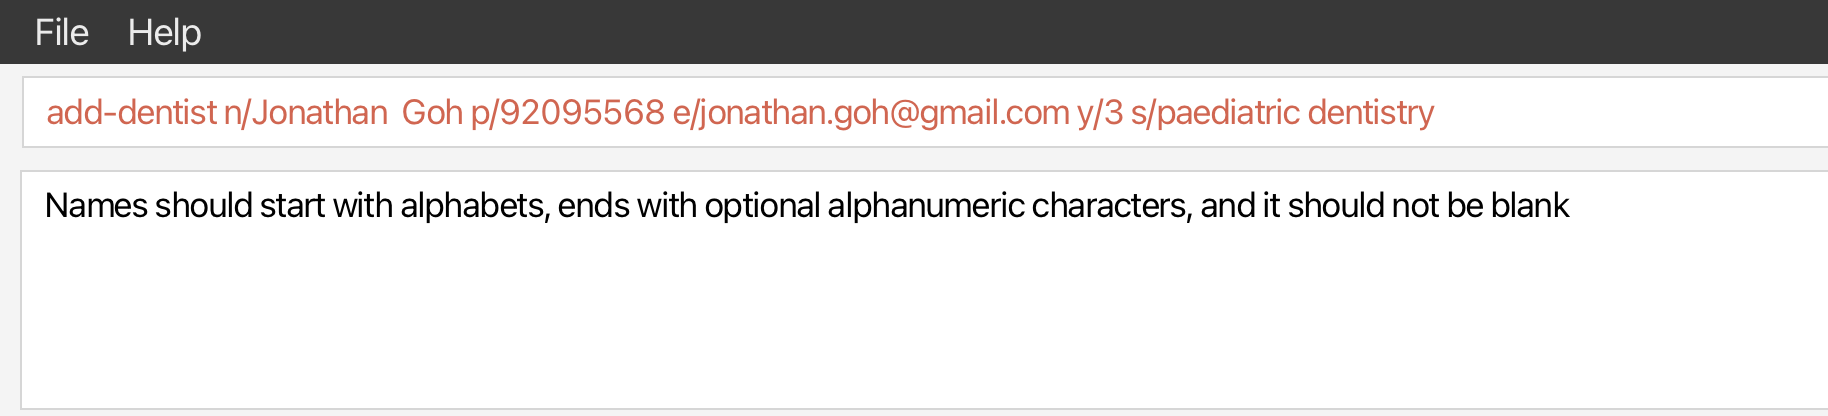 File Help
add-dentist n/Jonathan  Goh p/92095568 e/jonathan.goh@gmail.com y/3 s/paediatric dentistry
Names should start with alphabets, ends with optional alphanumeric characters, and it should not be blank